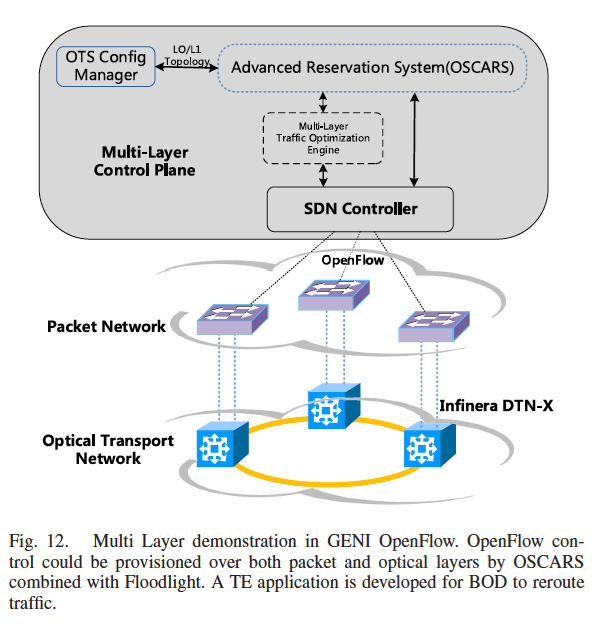 OTS Config
Manager
LO/L1
Topology
Advanced Reservation System(OSCARS)
Multi-Layer
Traffic Optimization
Engine
Multi-Layer
Control Plane
SDN Controller
OpenFlow
Packet Network
Infinera DTN-X
Optical Transport
Network
Fig. 12. Multi Layer demonstration in GENI OpenFlow. OpenFlow con-
trol could be provisioned over both packet and optical layers by OSCARS
combined with Floodlight. A TE application is developed for BOD to reroute
traffic.